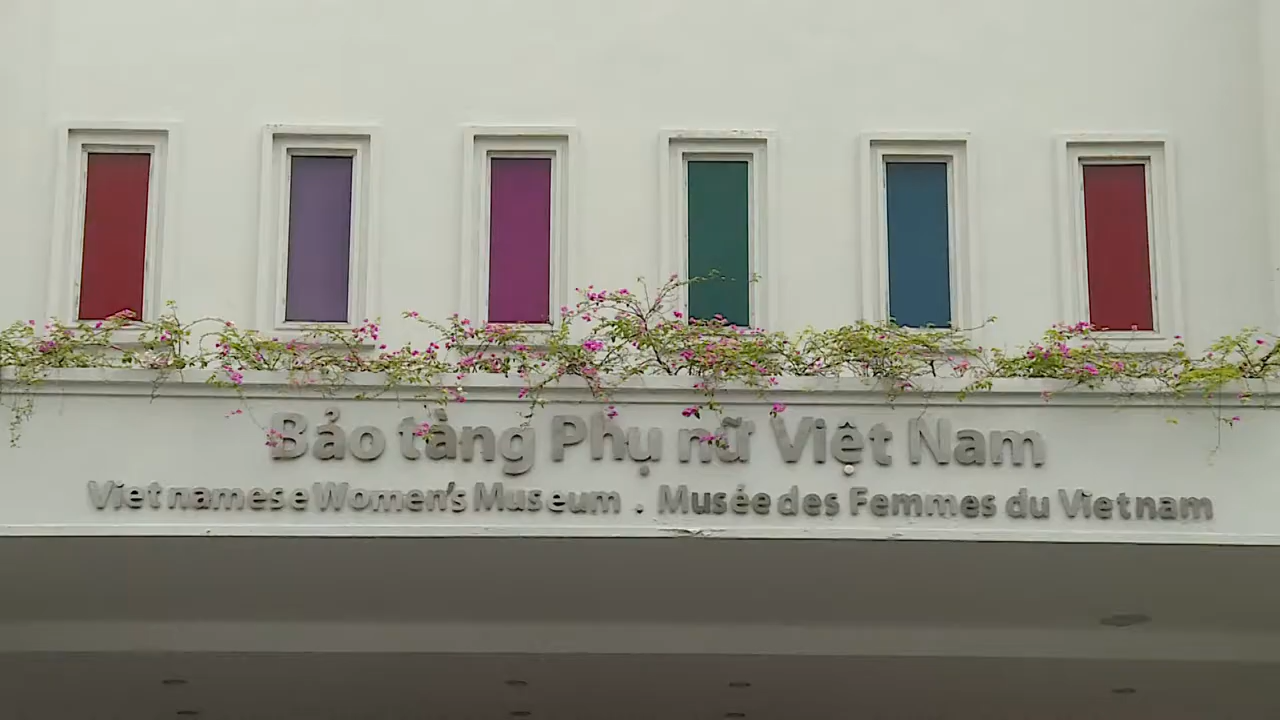 Bảo tàng Phụ nữ Việt Nam
Vietnamese Women's Museum . Musée des Femmes du Vietnam